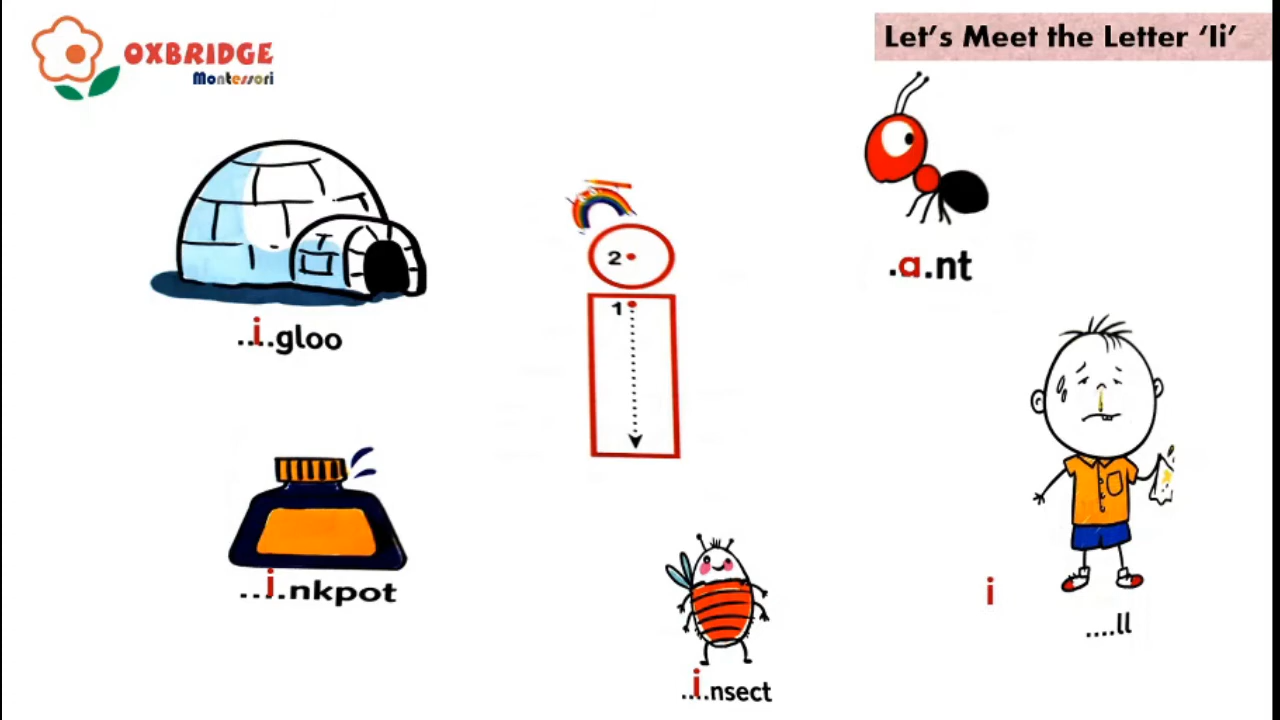 OXBRIDGE
Montessori
Let's Meet the Letter ‘Ii’
2
1
.a.nt
..i..gloo
...i.nkpot
i
....ll
..i..nsect